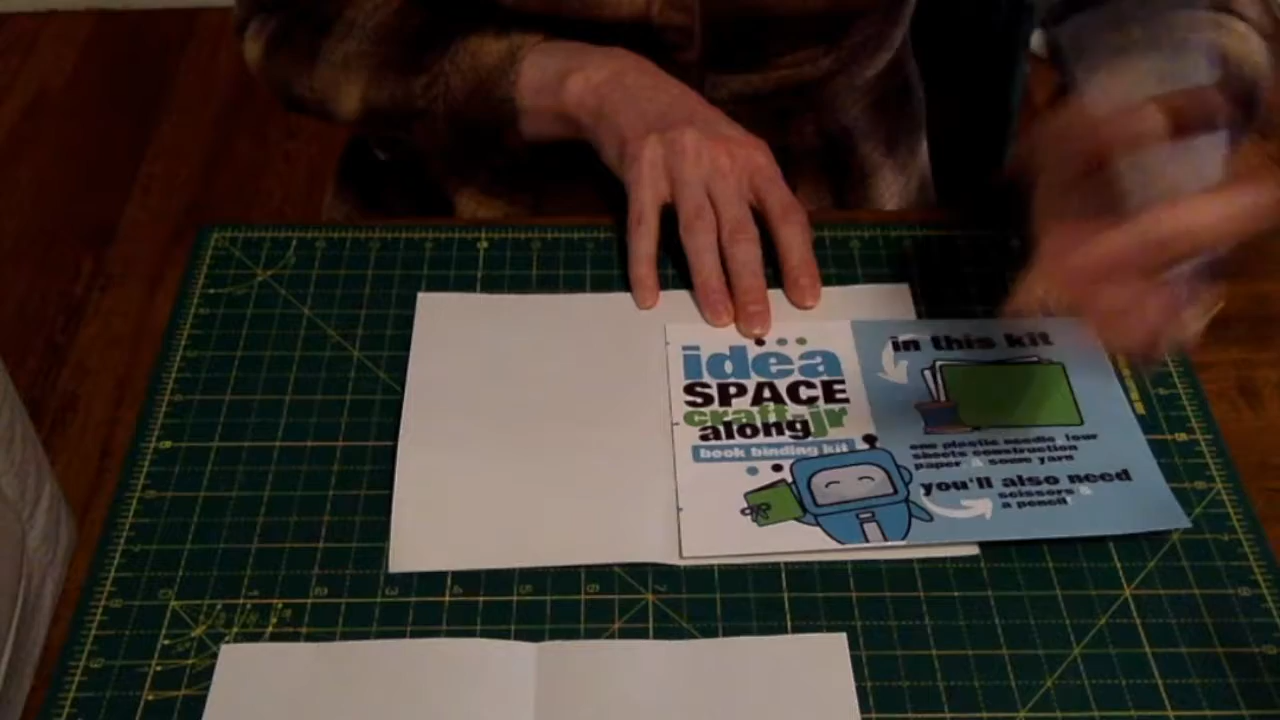 idea
SPACE
craft-jr
along
book binding kit
in this kit
one plastic needle, four
sheets construction
paper & some yarn
you'll also need
scissors &
a pencil